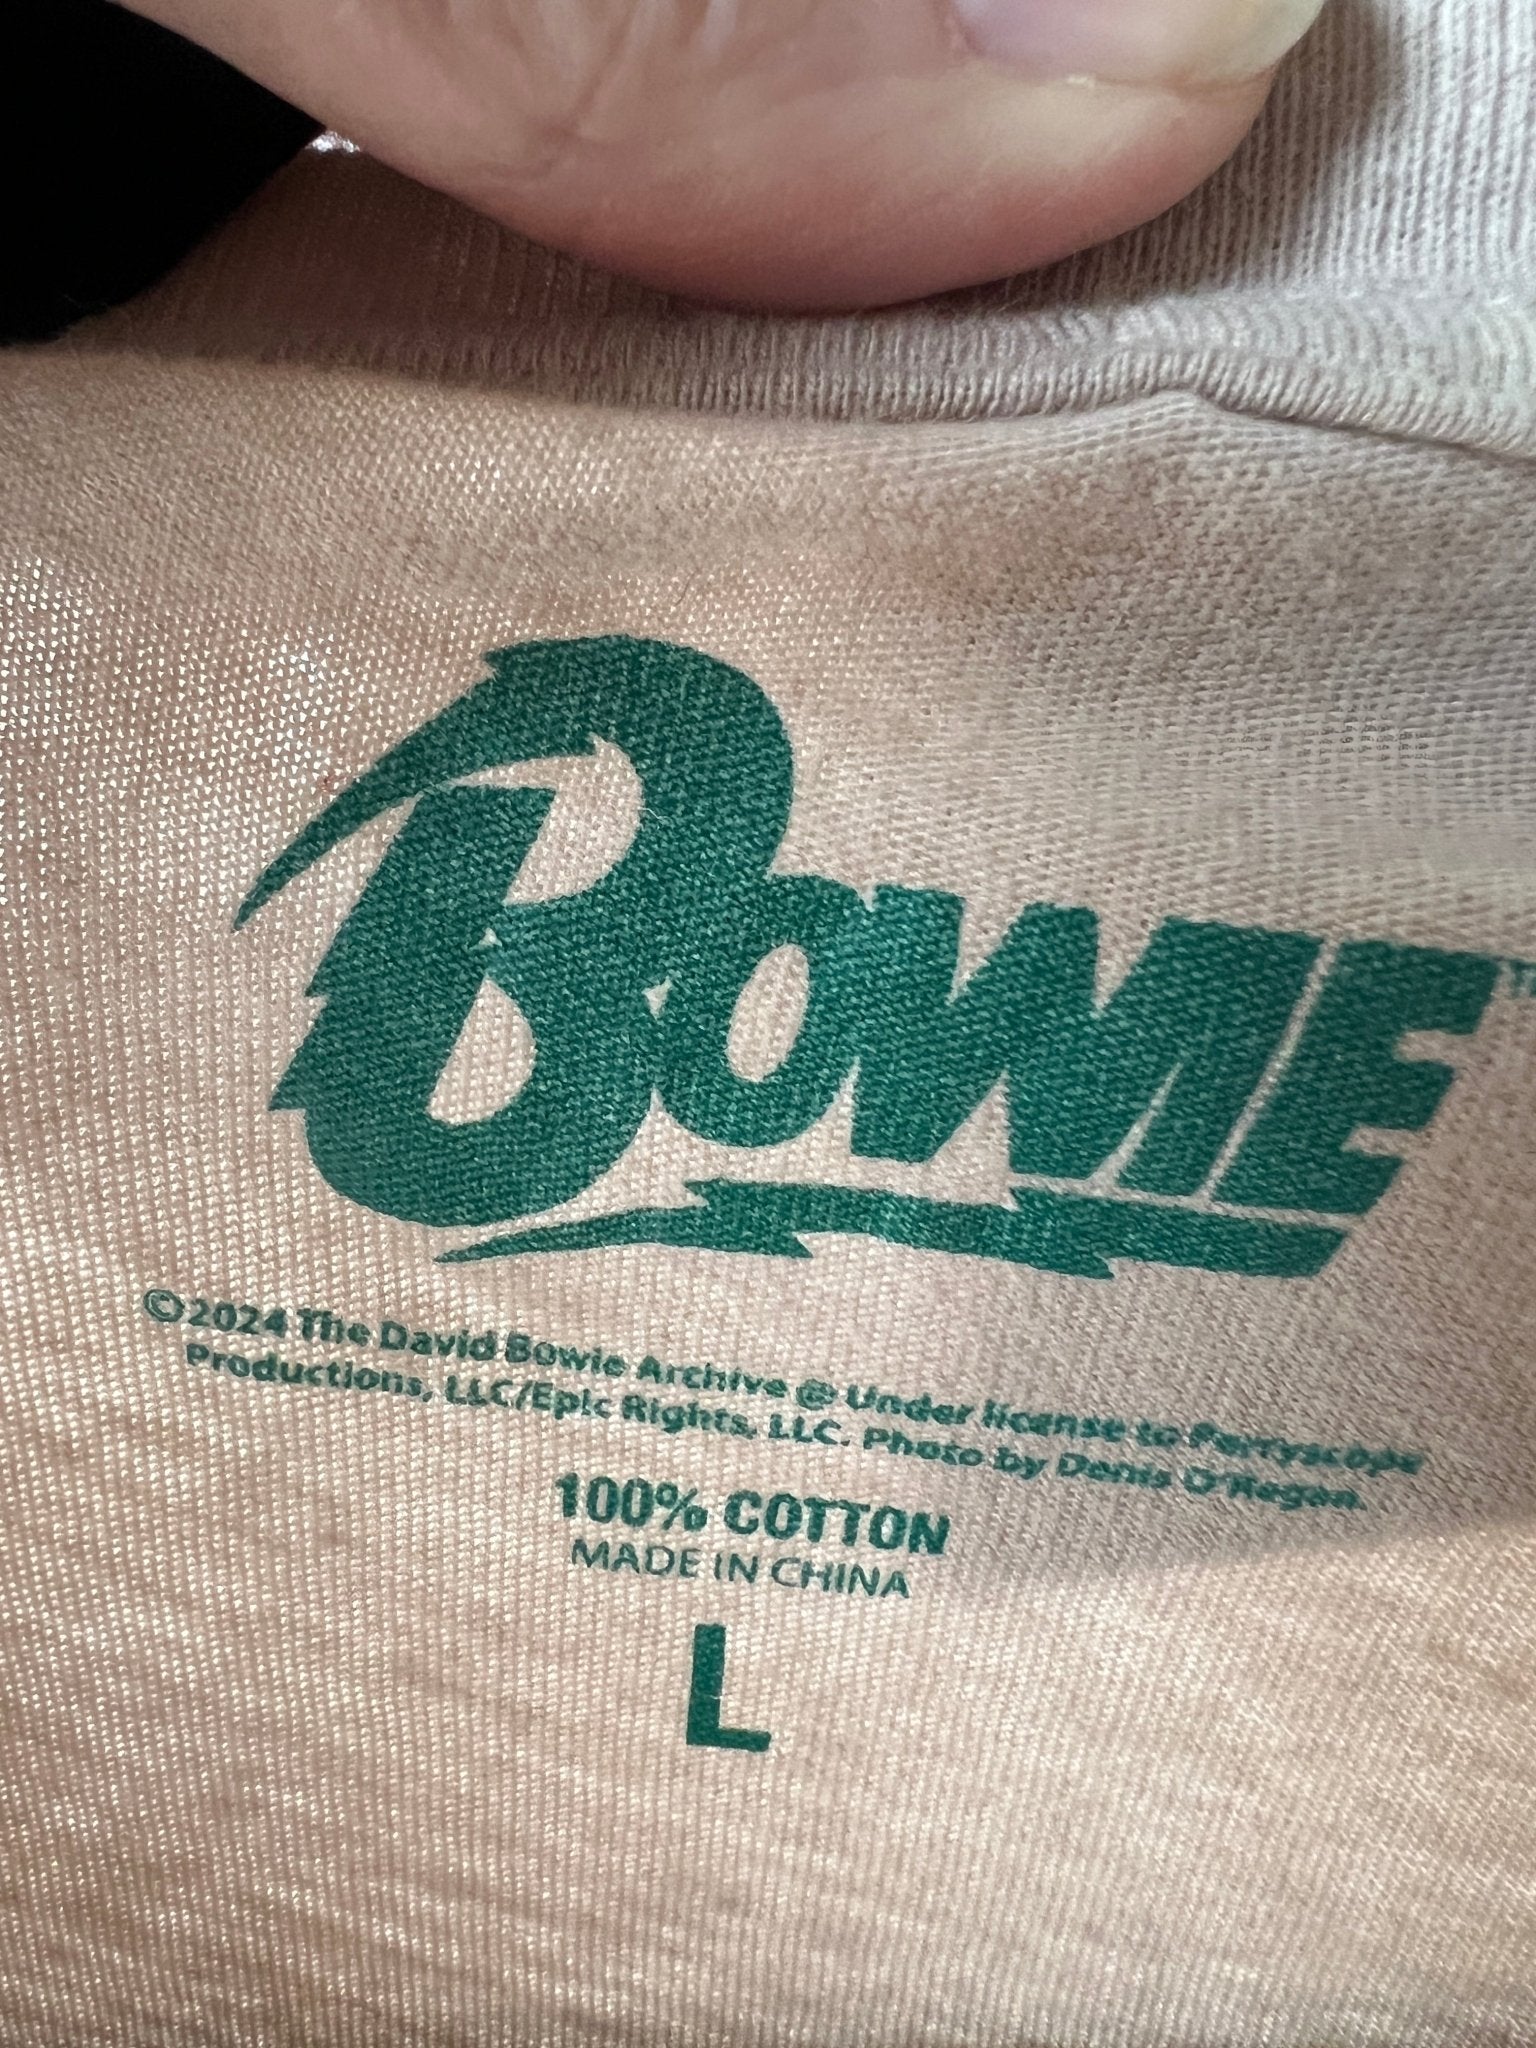 BOWIE™
©2024 The David Bowie Archive ® Under license to Perryscope
Productions, LLC/Epic Rights, LLC. Photo by Denis O'Regan.
100% COTTON
MADE IN CHINA
L